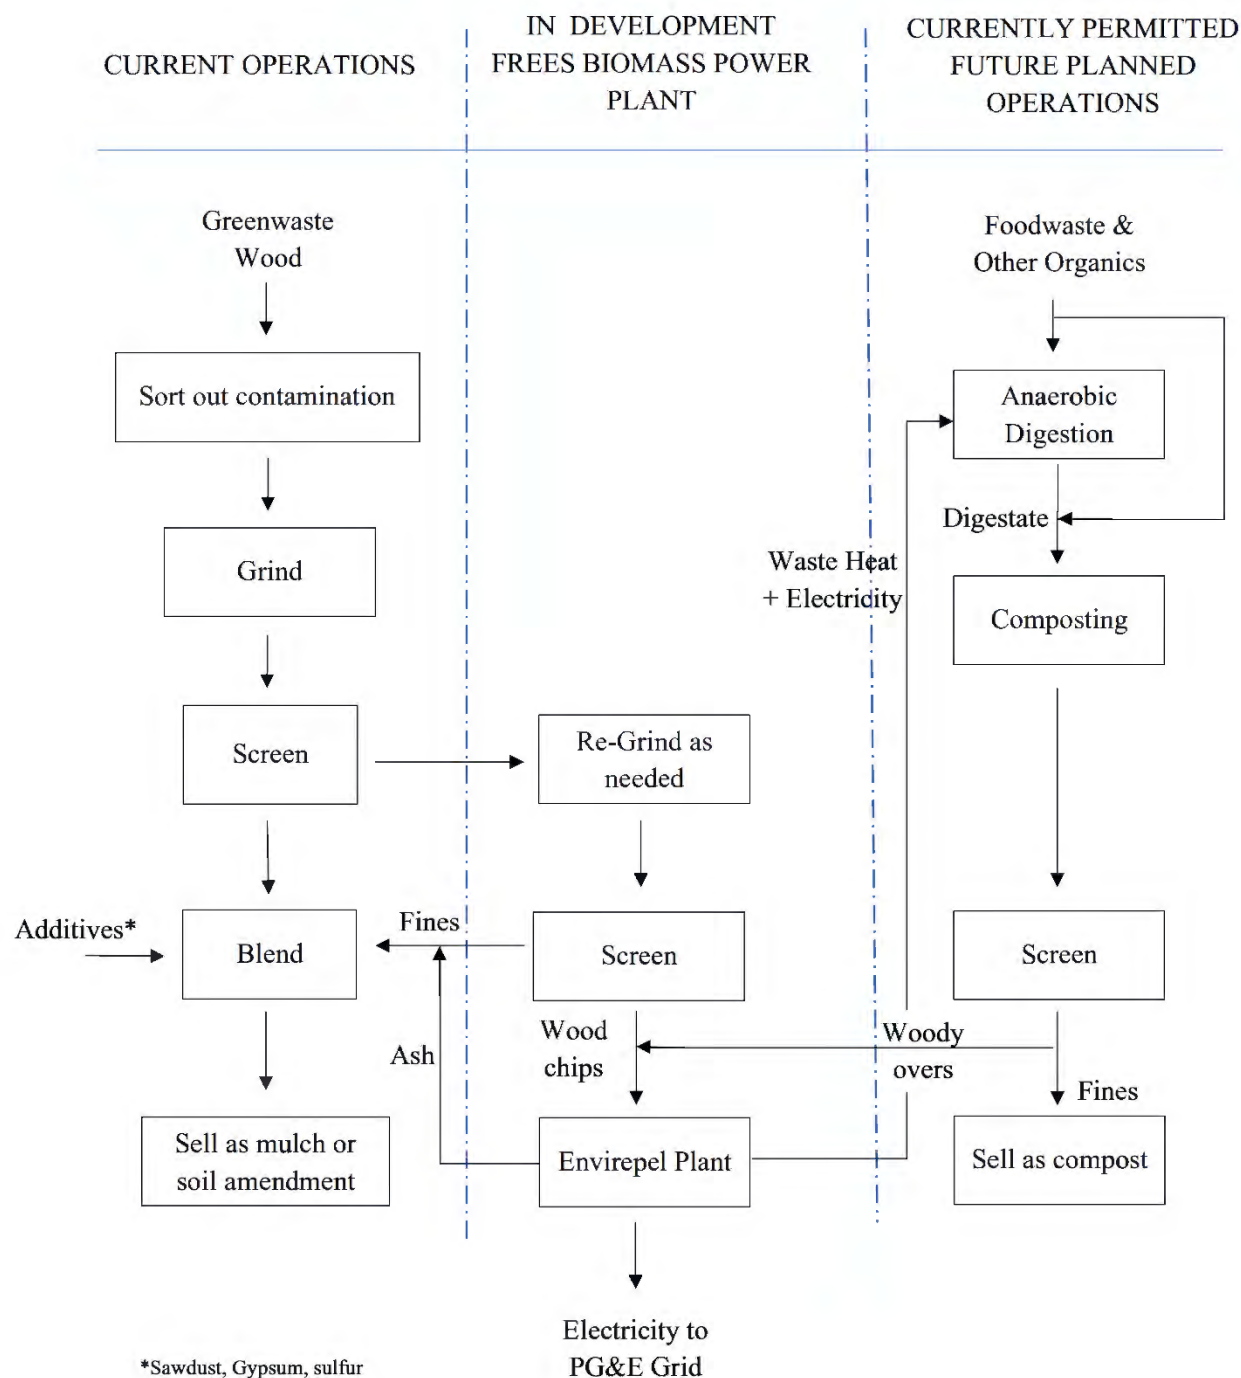 CURRENT OPERATIONS
IN DEVELOPMENT
FREES BIOMASS POWER
PLANT
CURRENTLY PERMITTED
FUTURE PLANNED
OPERATIONS
Greenwaste
Wood
Sort out contamination
Grind
Screen
Additives*
Blend
Sell as mulch or
soil amendment
*Sawdust, Gypsum, sulfur
Re-Grind as
needed
Fines
Screen
Ash
Wood
chips
Envirepel Plant
Electricity to
PG&E Grid
Waste Heat
+ Electricity
Foodwaste &
Other Organics
Anaerobic
Digestion
Digestate
Composting
Screen
Woody
overs
Fines
Sell as compost